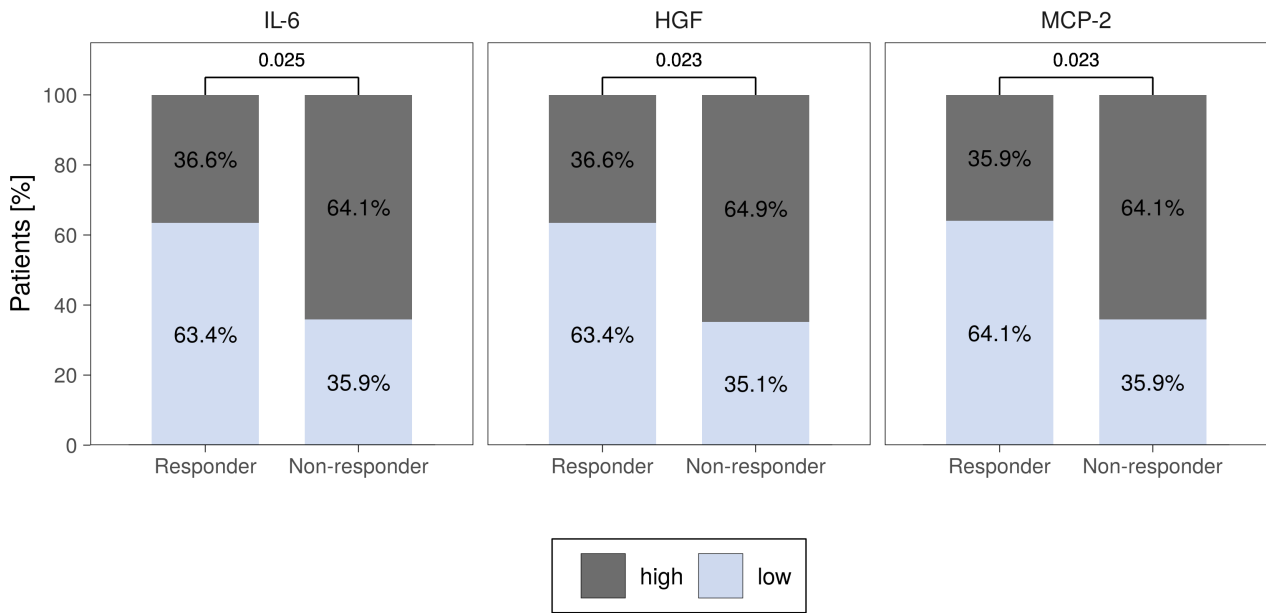 IL-6 HGF MCP-2
0.025 0.023 0.023
Patients [%]
100
80
60
40
20
0
36.6% 64.1% 36.6% 64.9% 35.9% 64.1%
63.4% 35.9% 63.4% 35.1% 64.1% 35.9%
Responder Non-responder Responder Non-responder Responder Non-responder
high low